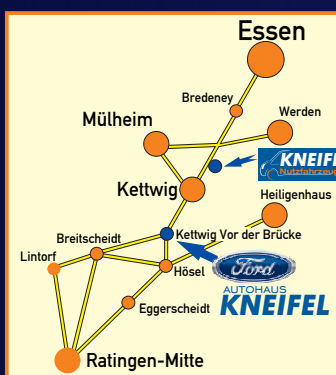 Essen
Bredeney
Werden
Mülheim
KNEIFEL
Nutzfahrzeuge
Kettwig
Heiligenhaus
Kettwig Vor der Brücke
Breitscheidt
Lintorf
Hösel
Ford
AUTOHAUS
KNEIFEL
Eggerscheidt
Ratingen-Mitte